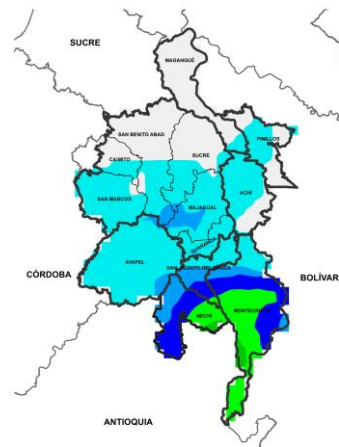 SUCRE
MAGANGUÉ
SAN BENITO ABAD
PINILLOS
CAIMITO
SUCRE
SAN MARCOS
ACHÍ
MAJAGUAL
GUARANDA
AYAPEL
CÓRDOBA
SAN JACINTO DEL CAUCA
BOLÍVAR
NECHÍ
MONTECRISTO
ANTIOQUIA